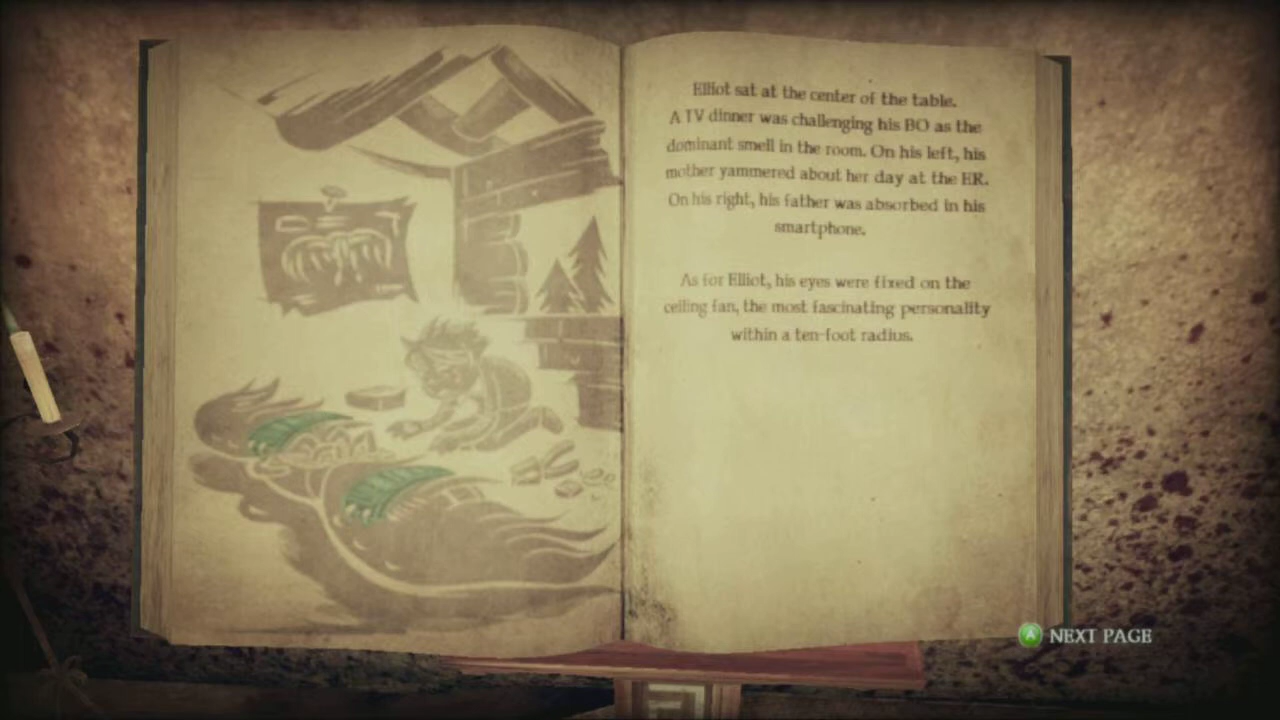 Elliot sat at the center of the table.
A TV dinner was challenging his BO as the
dominant smell in the room. On his left, his
mother yammered about her day at the ER.
On his right, his father was absorbed in his
smartphone.
As for Elliot, his eyes were fixed on the
ceiling fan, the most fascinating personality
within a ten-foot radius.
A NEXT PAGE